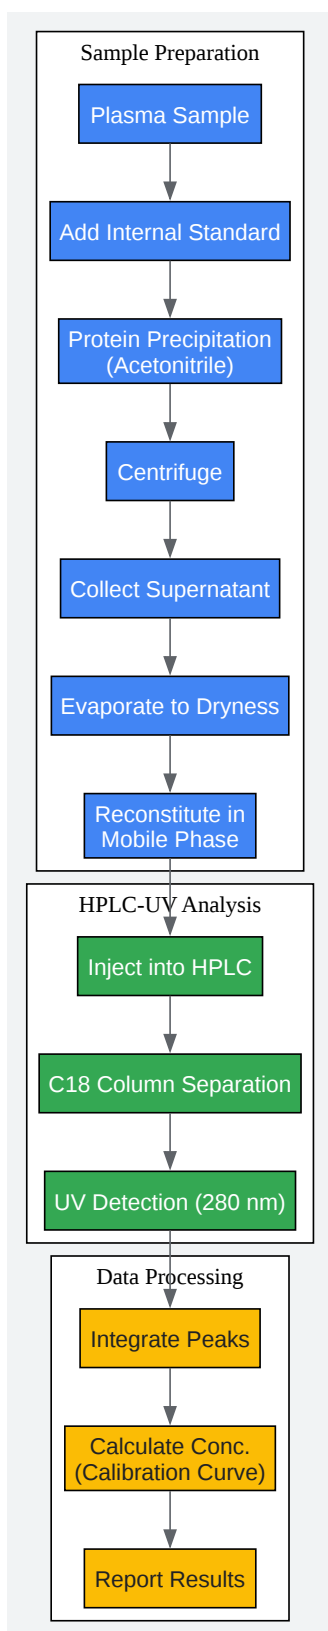 Sample Preparation
Plasma Sample
Add Internal Standard
Protein Precipitation
(Acetonitrile)
Centrifuge
Collect Supernatant
Evaporate to Dryness
Reconstitute in
Mobile Phase
HPLC-UV Analysis
Inject into HPLC
C18 Column Separation
UV Detection (280 nm)
Data Processing
Integrate Peaks
Calculate Conc.
(Calibration Curve)
Report Results